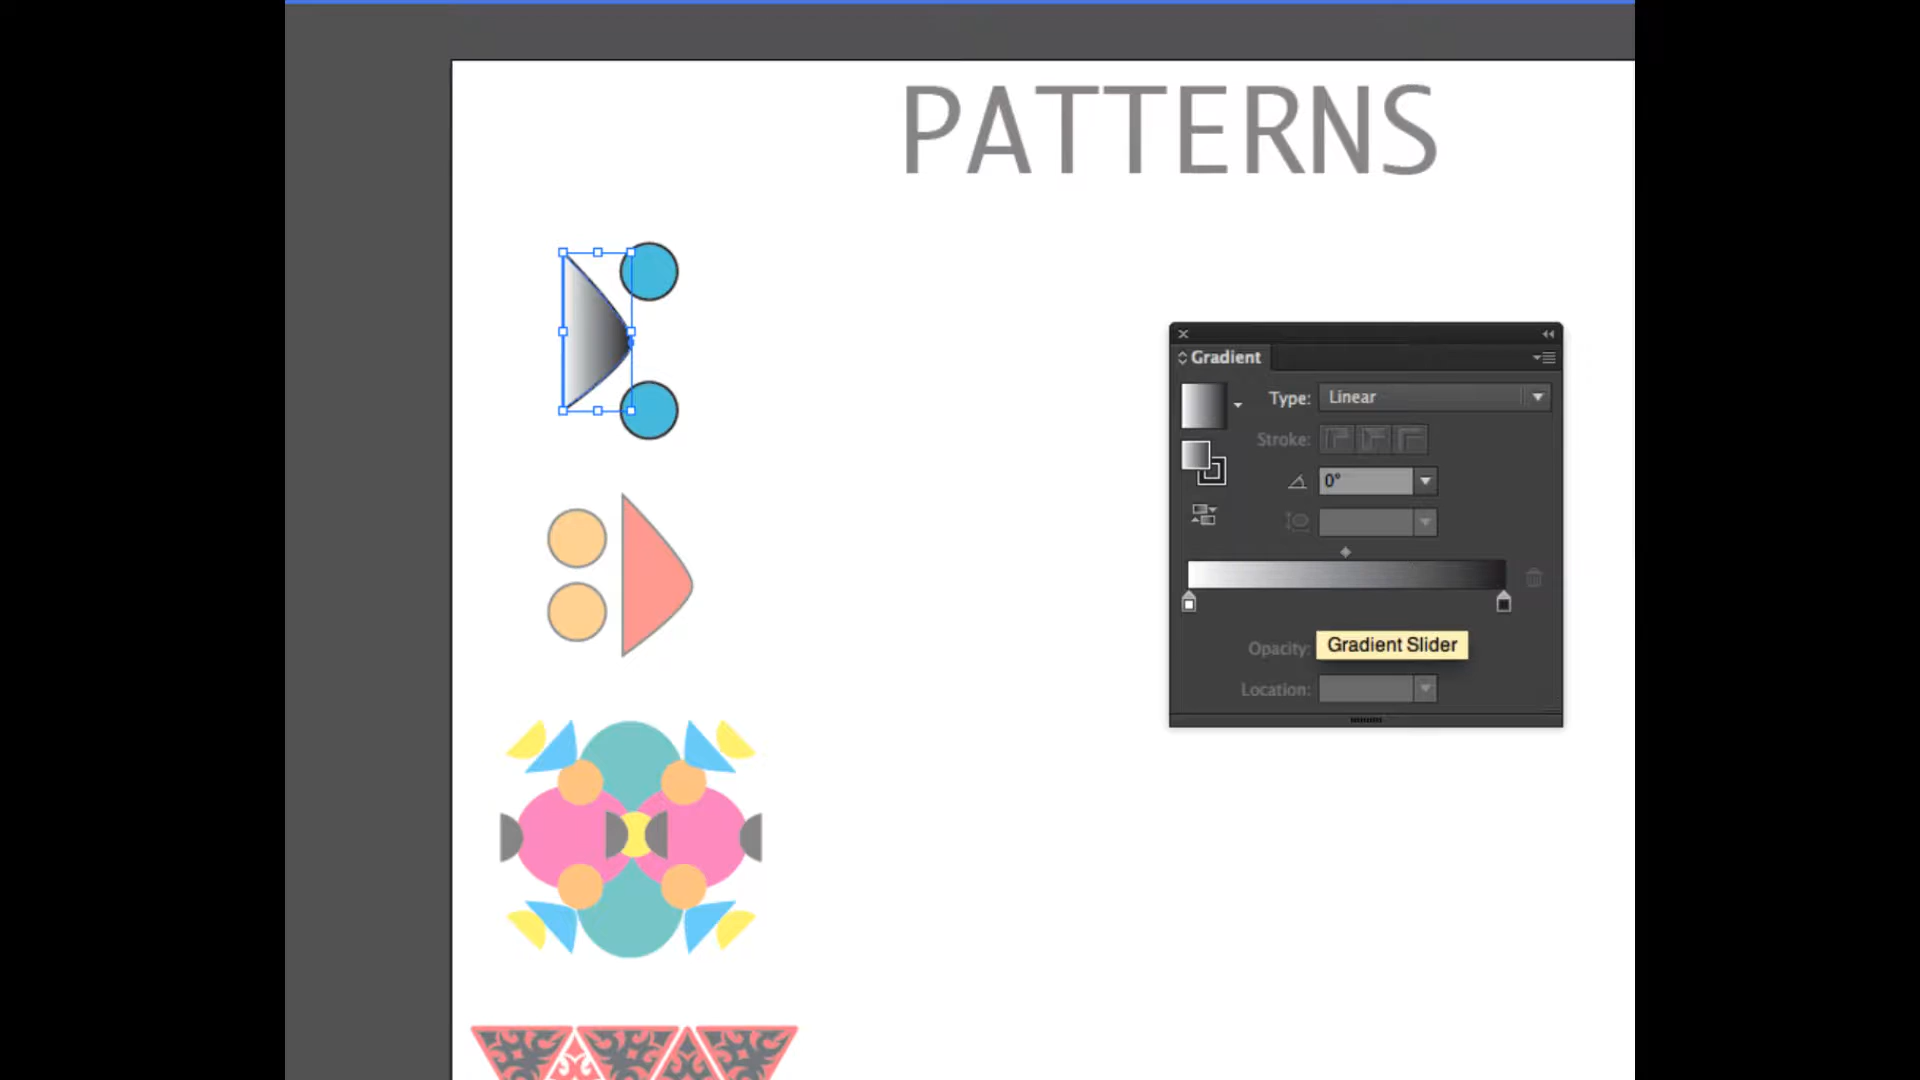 PATTERNS
Gradient
Type: Linear
Stroke:
0°
Opacity:
Gradient Slider
Location: